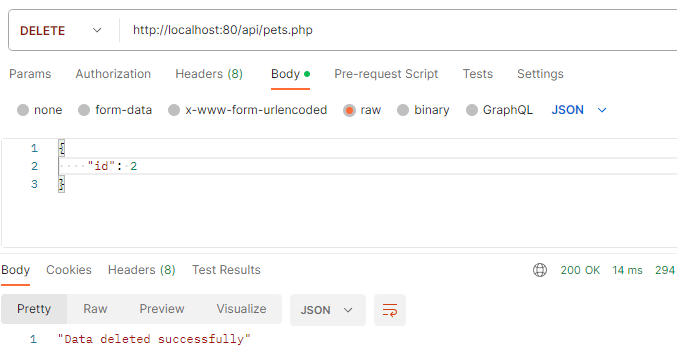 DELETE http://localhost:80/api/pets.php
Params Authorization Headers (8) Body Pre-request Script Tests Settings
none form-data x-www-form-urlencoded raw binary GraphQL JSON
1 {
2 "id": 2
3 }
Body Cookies Headers (8) Test Results 200 OK 14 ms 294
Pretty Raw Preview Visualize JSON
1 "Data deleted successfully"